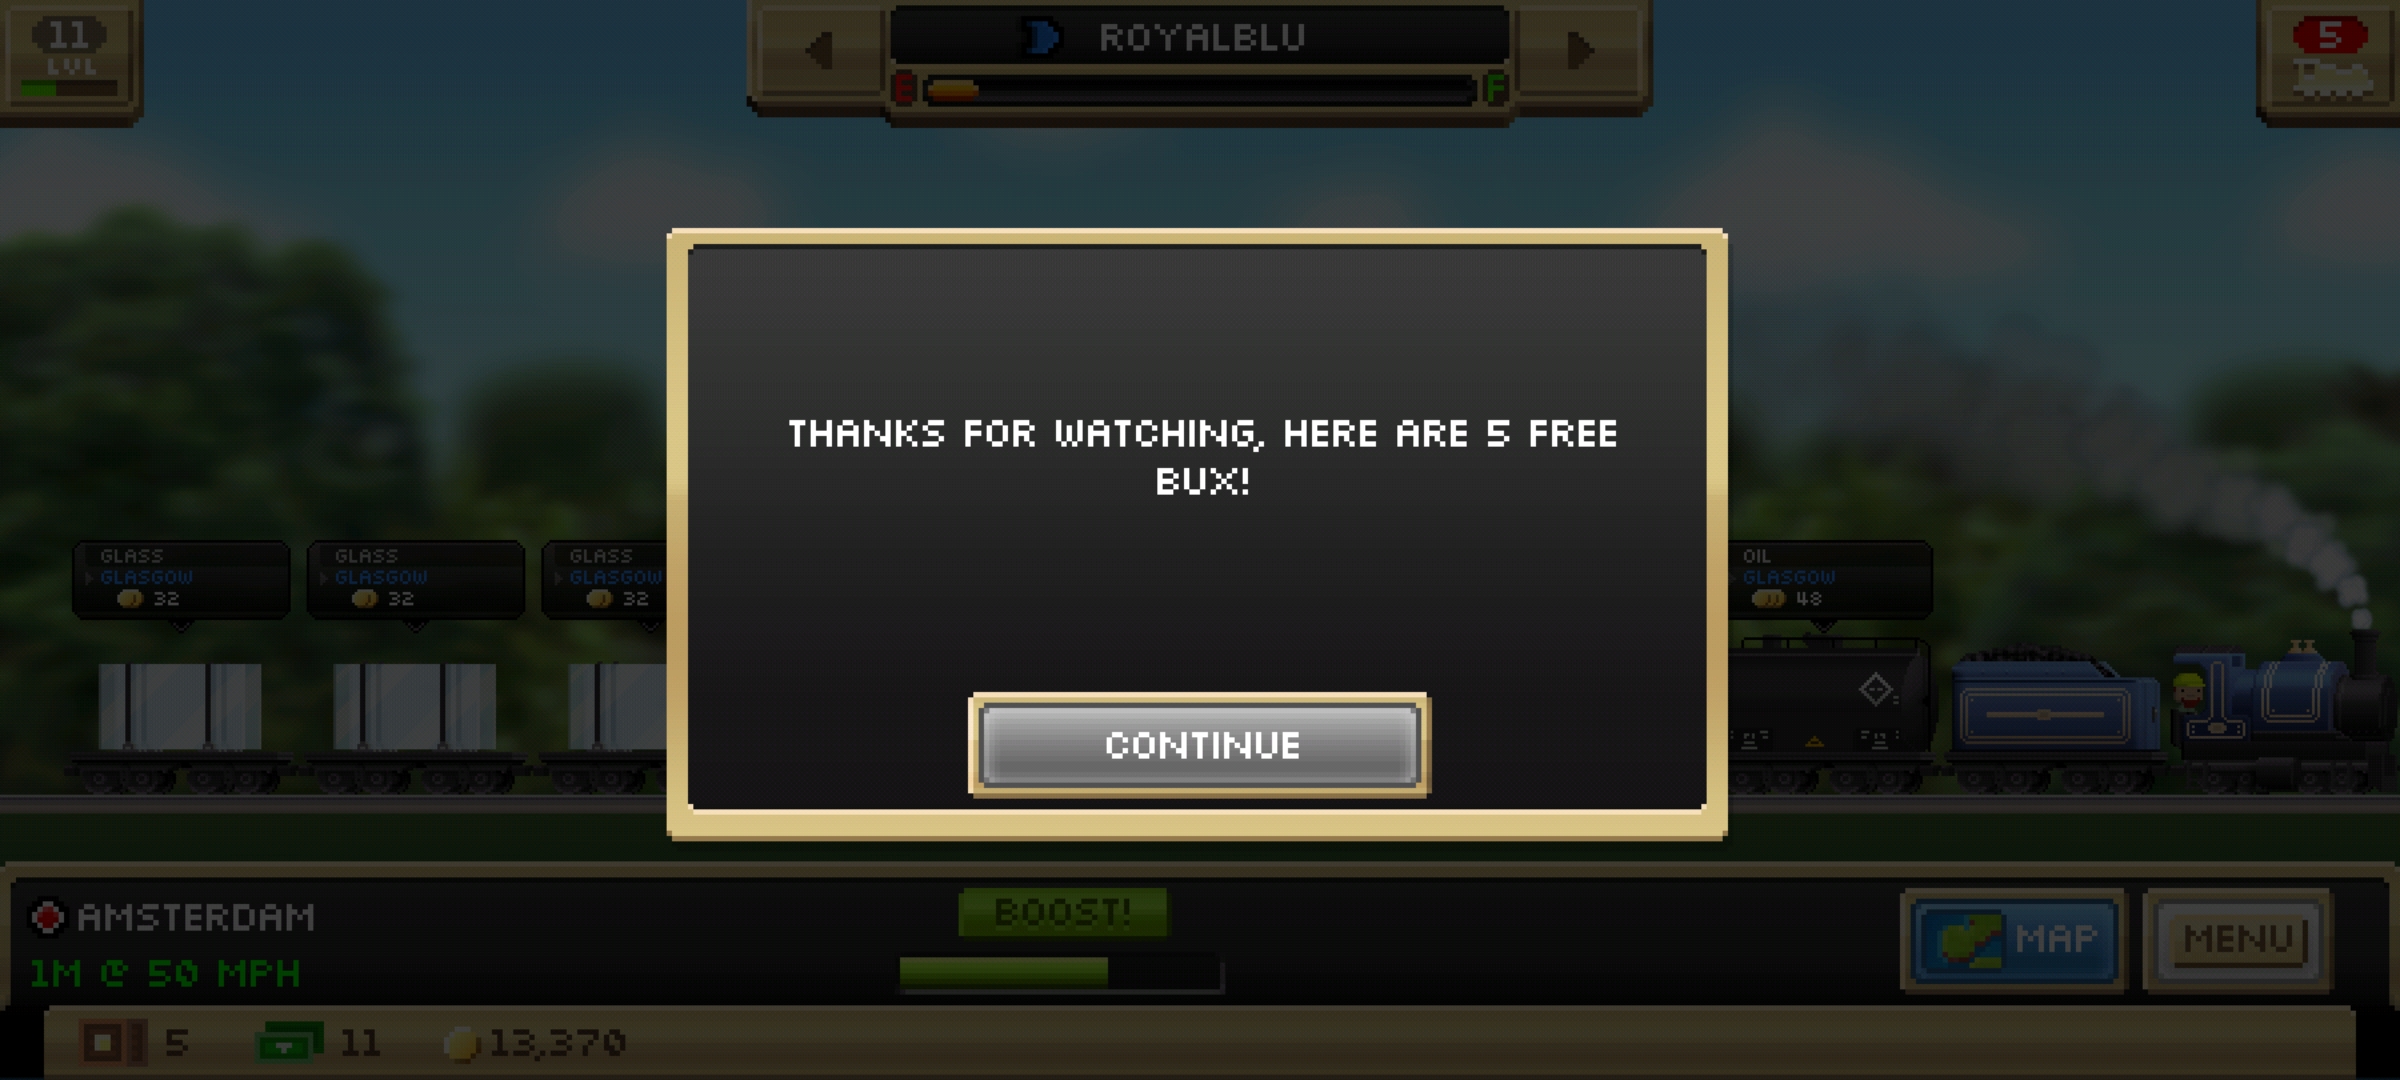 11
LVL
ROYALBLU
E
F
5
THANKS FOR WATCHING, HERE ARE 5 FREE
BUX!
CONTINUE
GLASS
GLASGOW
32
GLASS
GLASGOW
32
GLASS
GLASGOW
32
OIL
GLASGOW
48
AMSTERDAM
1M @ 50 MPH
BOOST!
MAP
MENU
5
11
13,370